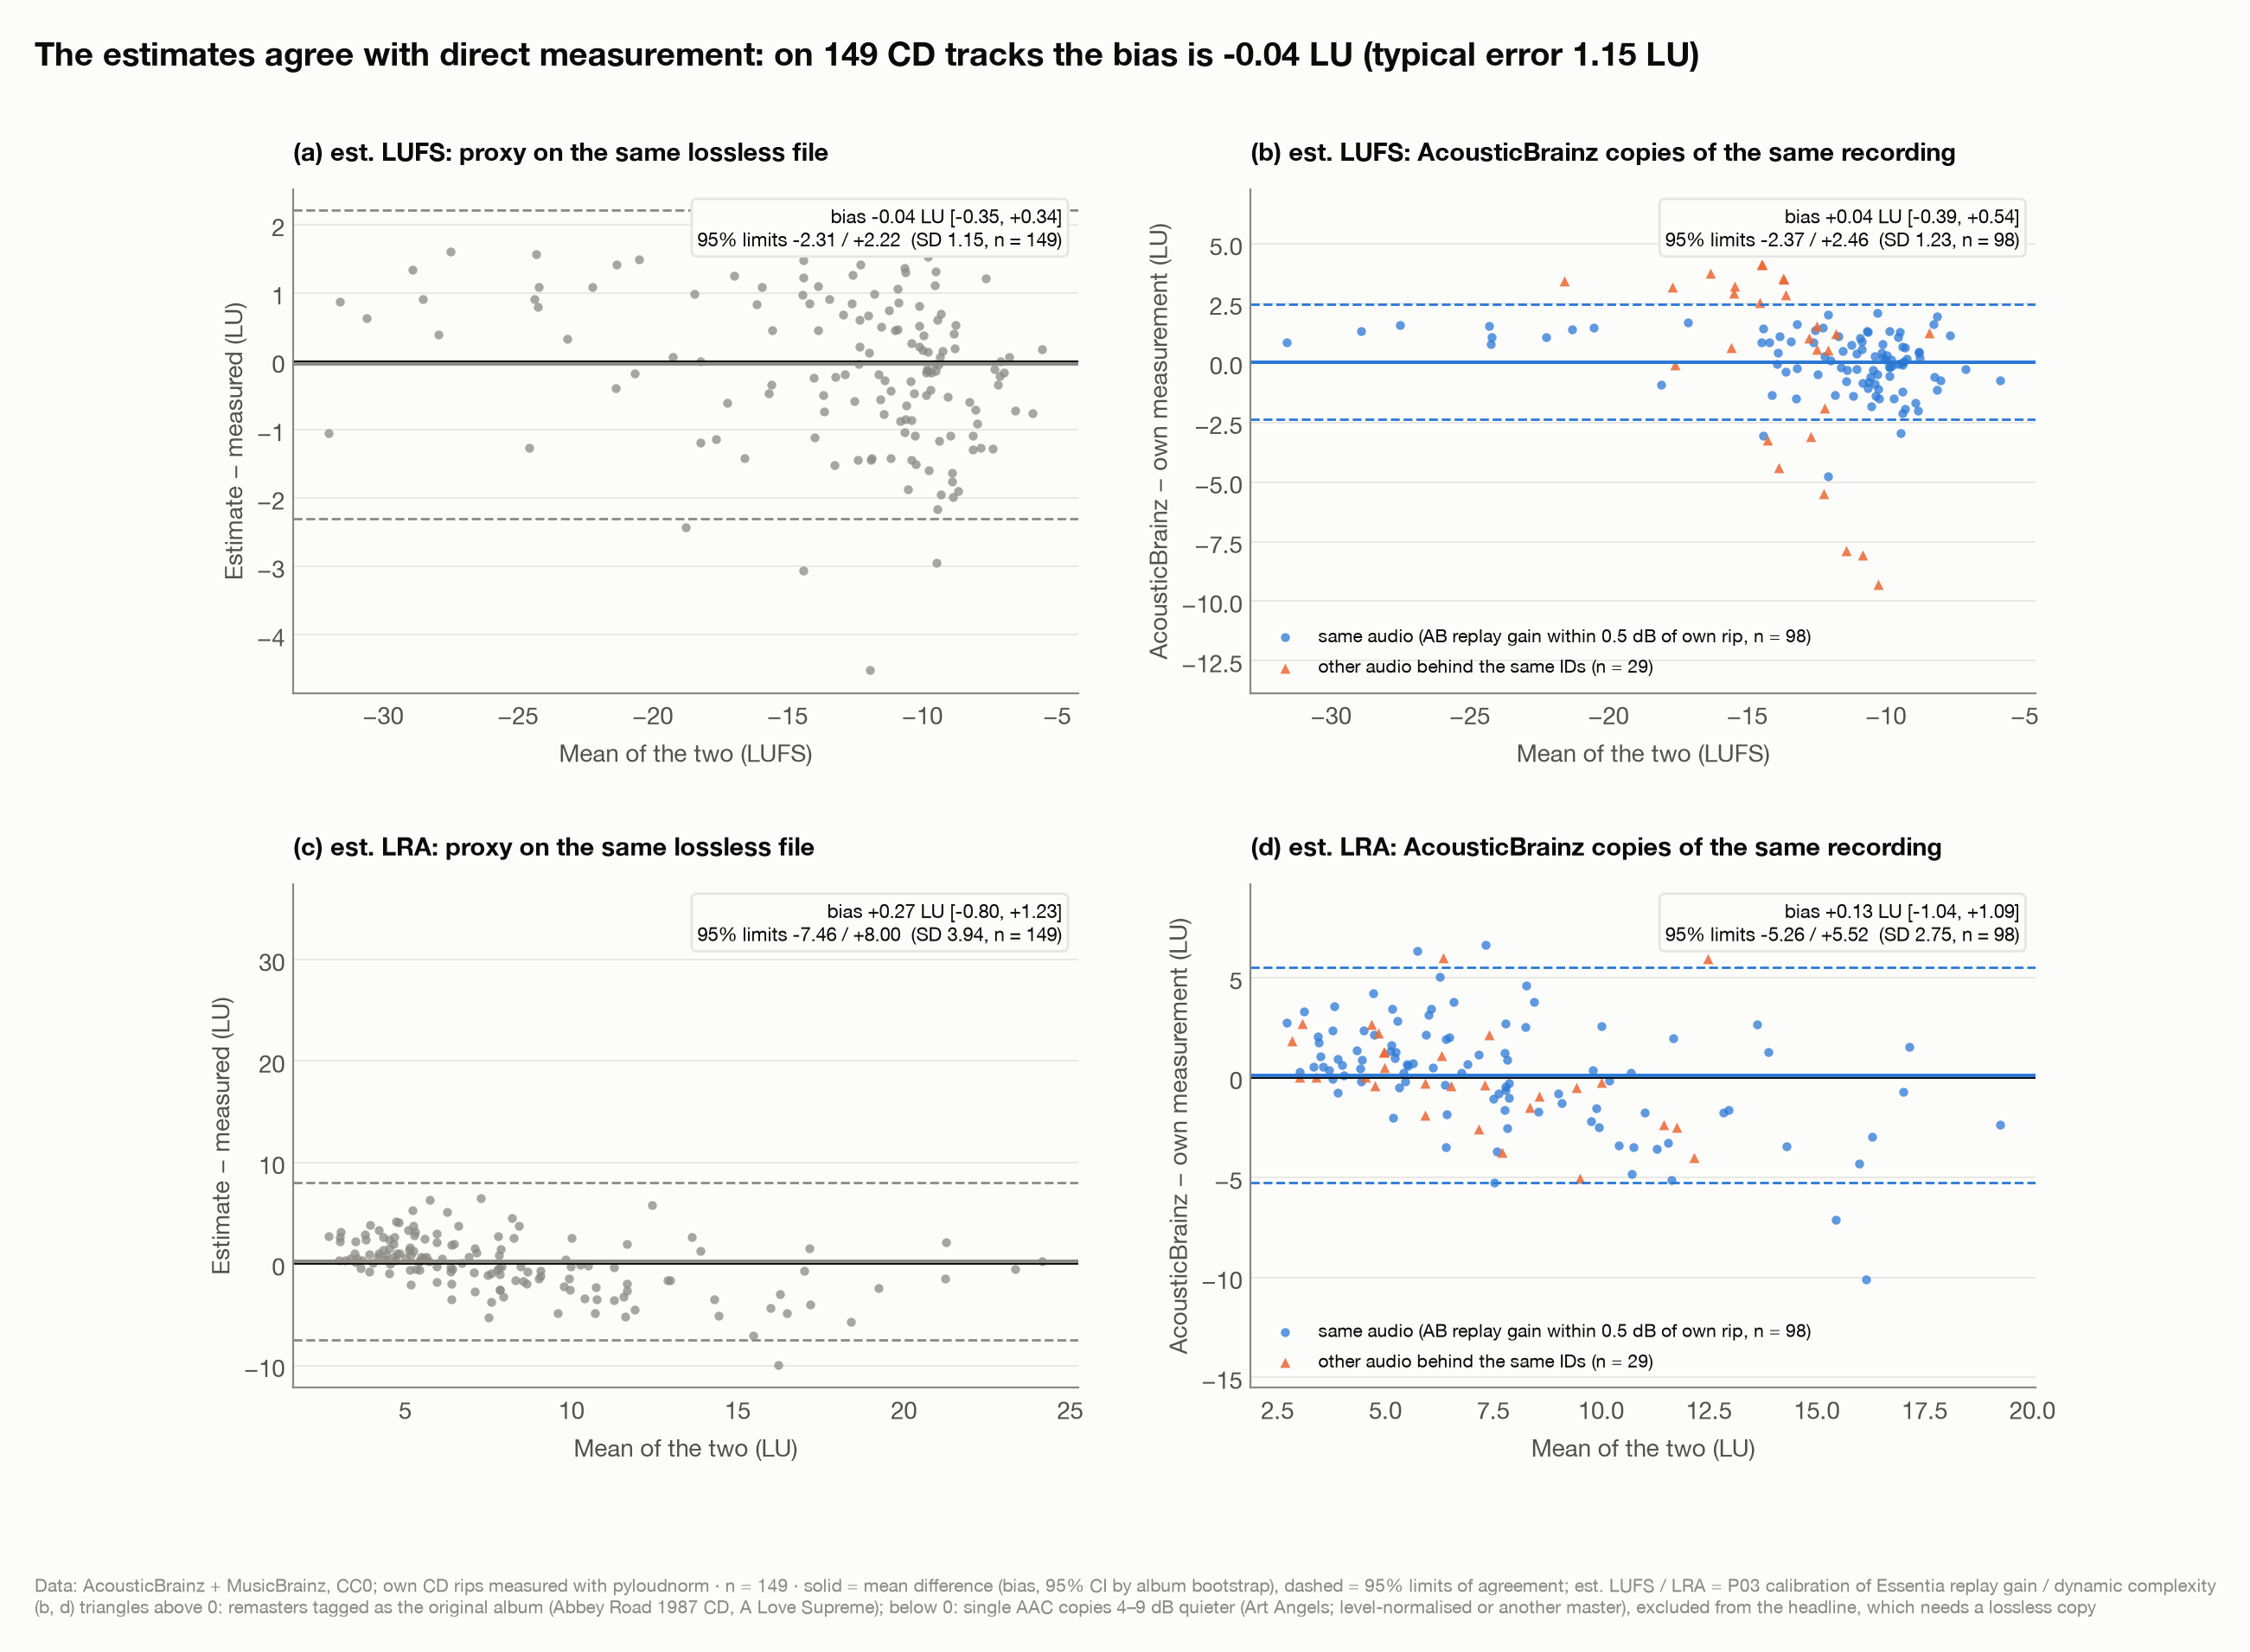 The estimates agree with direct measurement: on 149 CD tracks the bias is -0.04 LU (typical error 1.15 LU)
(a) est. LUFS: proxy on the same lossless file
bias -0.04 LU [-0.35, +0.34]
95% limits -2.31 / +2.22 (SD 1.15, n = 149)
Estimate − measured (LU)
2
1
0
−1
−2
−3
−4
−30
−25
−20
−15
−10
−5
Mean of the two (LUFS)
(b) est. LUFS: AcousticBrainz copies of the same recording
bias +0.04 LU [-0.39, +0.54]
95% limits -2.37 / +2.46 (SD 1.23, n = 98)
AcousticBrainz − own measurement (LU)
5.0
2.5
0.0
−2.5
−5.0
−7.5
−10.0
−12.5
same audio (AB replay gain within 0.5 dB of own rip, n = 98)
other audio behind the same IDs (n = 29)
−30
−25
−20
−15
−10
−5
Mean of the two (LUFS)
(c) est. LRA: proxy on the same lossless file
bias +0.27 LU [-0.80, +1.23]
95% limits -7.46 / +8.00 (SD 3.94, n = 149)
Estimate − measured (LU)
30
20
10
0
−10
5
10
15
20
25
Mean of the two (LU)
(d) est. LRA: AcousticBrainz copies of the same recording
bias +0.13 LU [-1.04, +1.09]
95% limits -5.26 / +5.52 (SD 2.75, n = 98)
AcousticBrainz − own measurement (LU)
5
0
−5
−10
−15
same audio (AB replay gain within 0.5 dB of own rip, n = 98)
other audio behind the same IDs (n = 29)
2.5
5.0
7.5
10.0
12.5
15.0
17.5
20.0
Mean of the two (LU)
Data: AcousticBrainz + MusicBrainz, CC0; own CD rips measured with pyloudnorm · n = 149 · solid = mean difference (bias, 95% CI by album bootstrap), dashed = 95% limits of agreement; est. LUFS / LRA = P03 calibration of Essentia replay gain / dynamic complexity
(b, d) triangles above 0: remasters tagged as the original album (Abbey Road 1987 CD, A Love Supreme); below 0: single AAC copies 4–9 dB quieter (Art Angels; level-normalised or another master), excluded from the headline, which needs a lossless copy